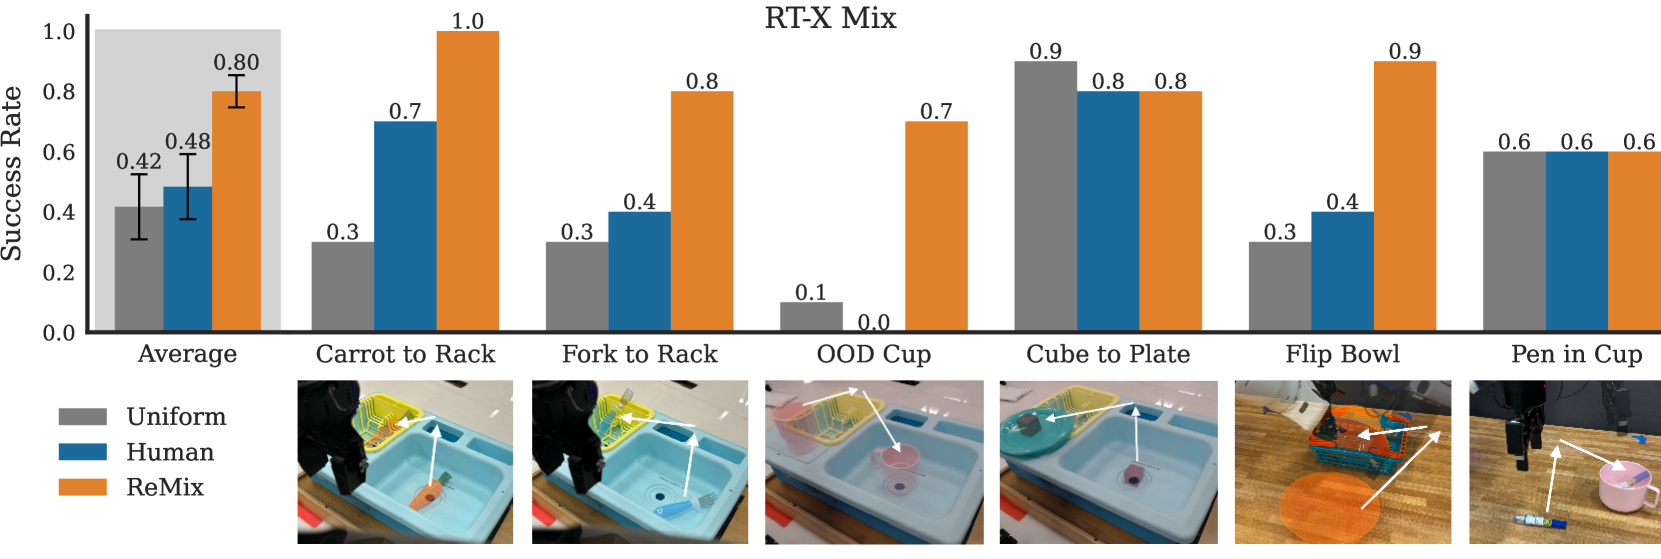 RT-X Mix
Success Rate
1.0
0.8
0.6
0.4
0.2
0.0
0.42 0.48 0.80
0.3 0.7 1.0
0.3 0.4 0.8
0.1 0.0 0.7
0.9 0.8 0.8
0.3 0.4 0.9
0.6 0.6 0.6
Average Carrot to Rack Fork to Rack OOD Cup Cube to Plate Flip Bowl Pen in Cup
Uniform
Human
ReMix